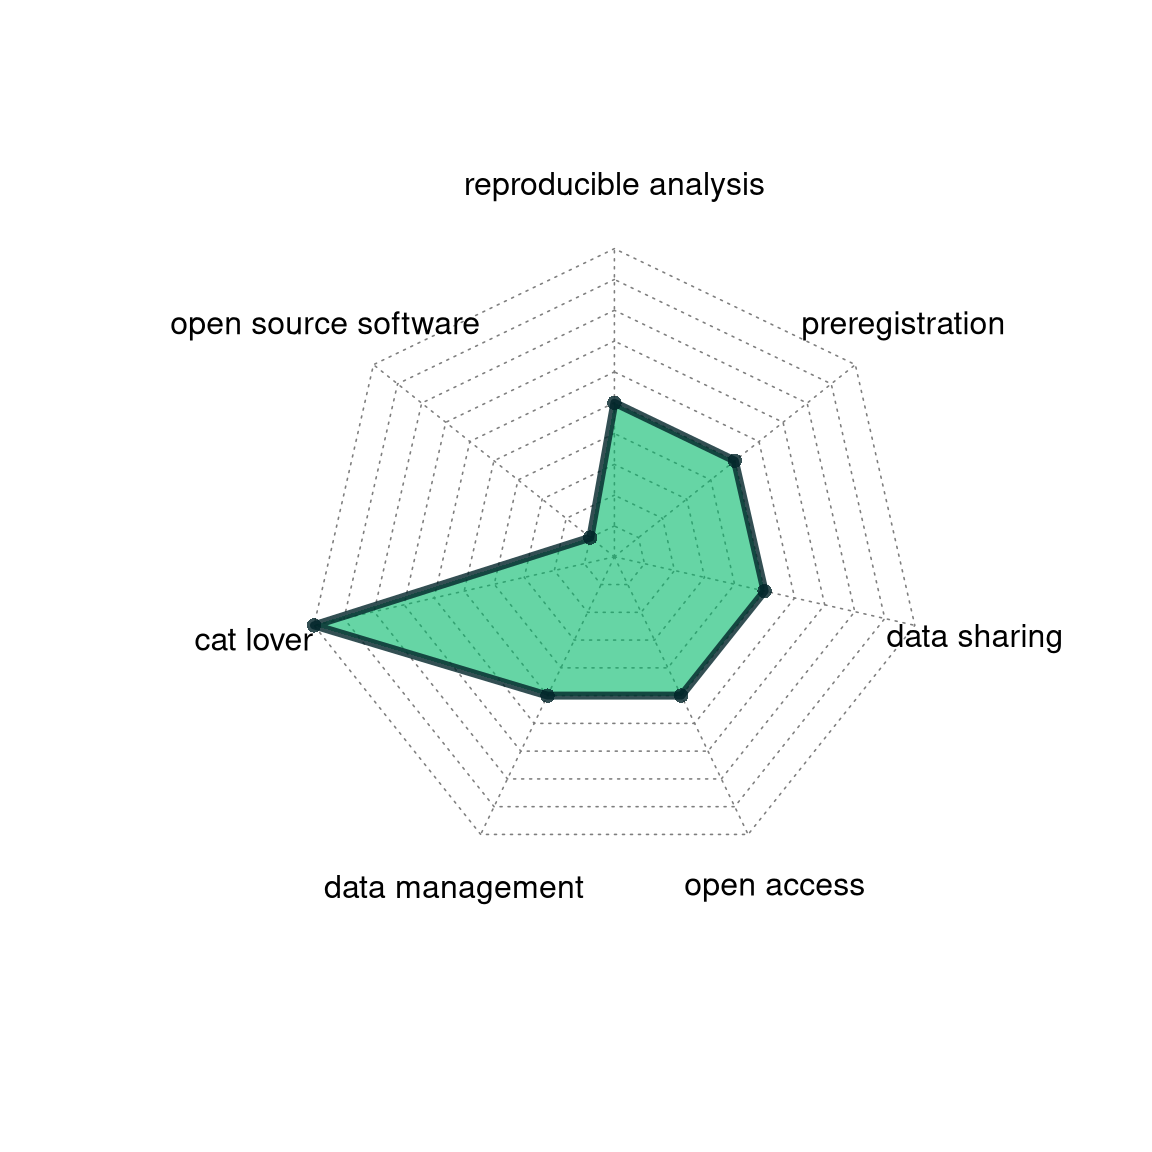 reproducible analysis
open source software
preregistration
cat lover
data sharing
data management
open access